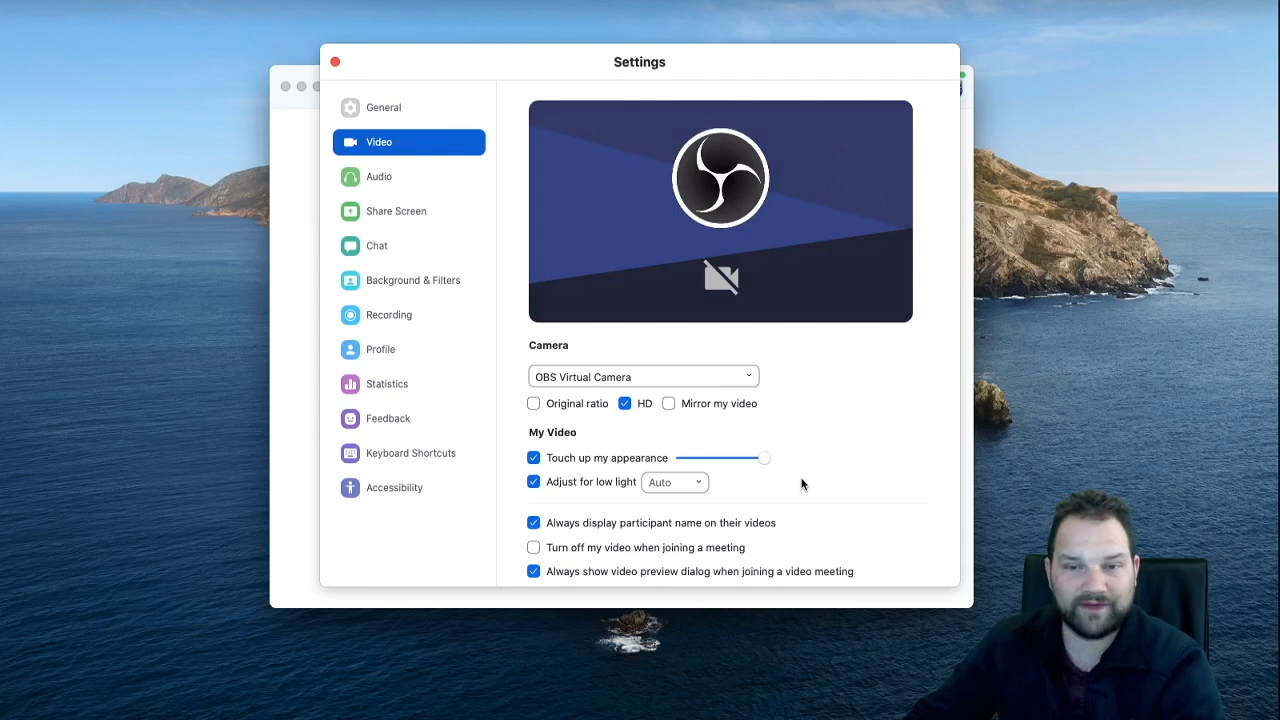 Settings
General
Video
Audio
Share Screen
Chat
Background & Filters
Recording
Profile
Statistics
Feedback
Keyboard Shortcuts
Accessibility
Camera
OBS Virtual Camera
Original ratio HD Mirror my video
My Video
Touch up my appearance
Adjust for low light Auto
Always display participant name on their videos
Turn off my video when joining a meeting
Always show video preview dialog when joining a video meeting